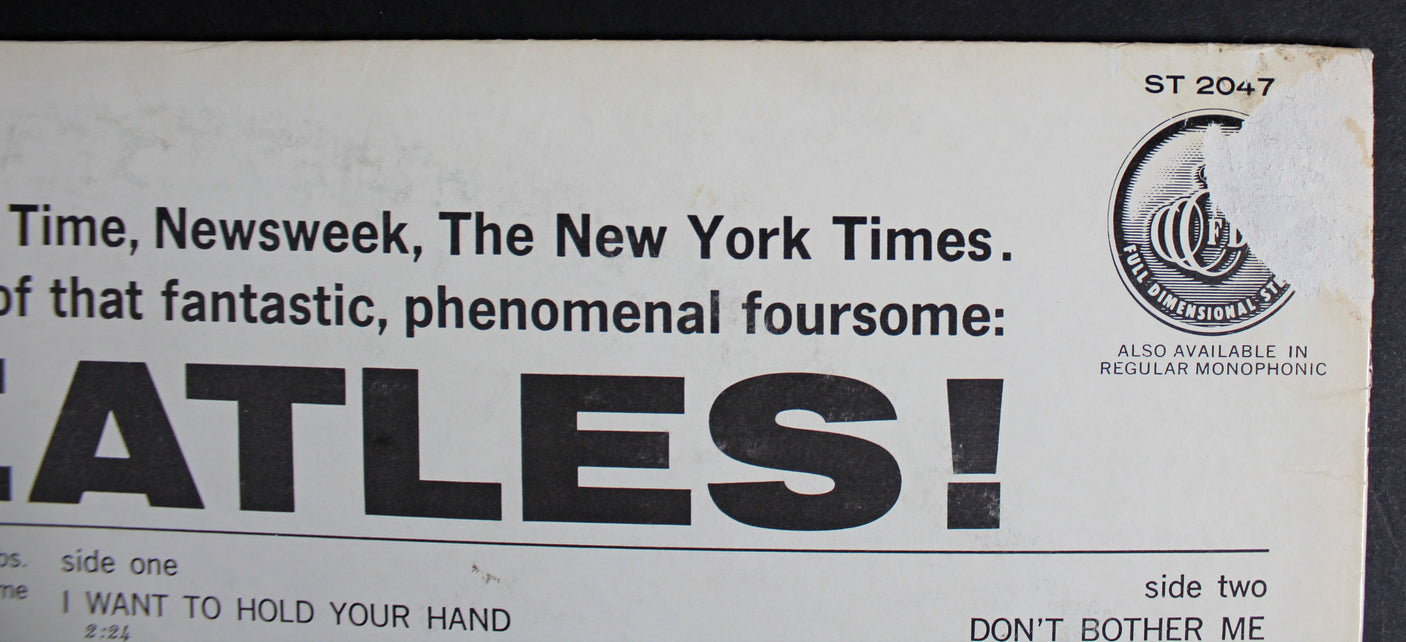 ST 2047
Time, Newsweek, The New York Times.
of that fantastic, phenomenal foursome:
FULL DIMENSIONAL
ALSO AVAILABLE IN
REGULAR MONOPHONIC
EATLES!
side one
I WANT TO HOLD YOUR HAND
2:24
side two
DON'T BOTHER ME